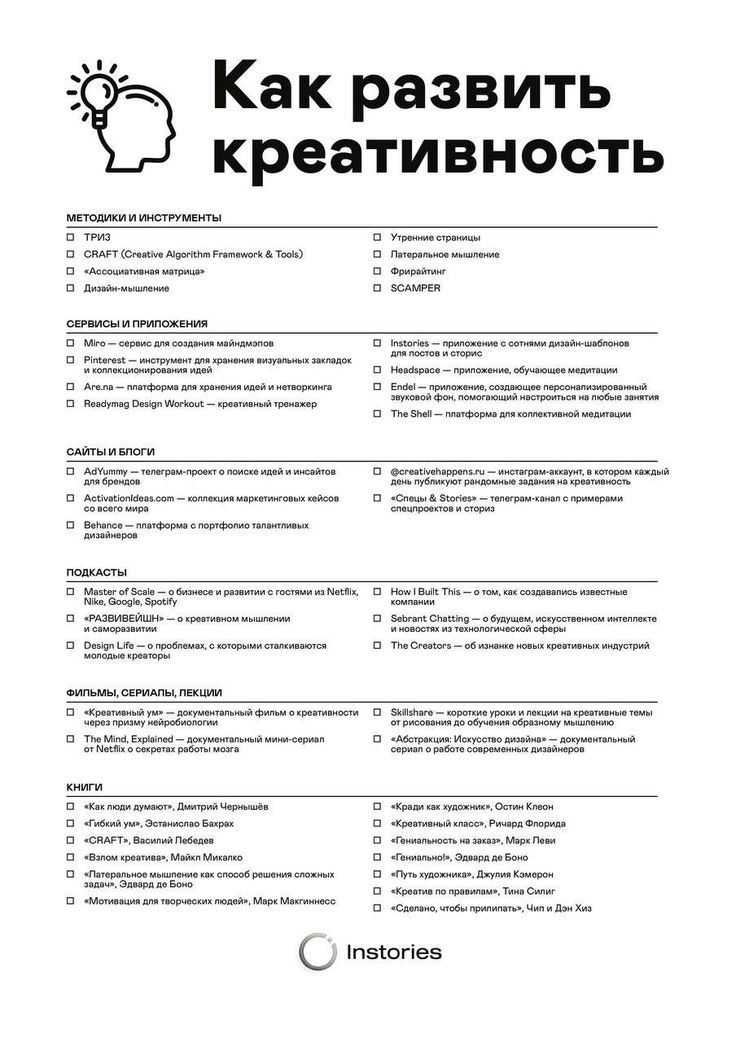 Как развить
креативность
МЕТОДИКИ И ИНСТРУМЕНТЫ
ТРИЗ
CRAFT (Creative Algorithm Framework & Tools)
«Ассоциативная матрица»
Дизайн-мышление
Утренние страницы
Латеральное мышление
Фрирайтинг
SCAMPER
СЕРВИСЫ И ПРИЛОЖЕНИЯ
Miro — сервис для создания майндмэпов
Pinterest — инструмент для хранения визуальных закладок
и коллекционирования идей
Are.na — платформа для хранения идей и нетворкинга
Readymag Design Workout — креативный тренажер
Instories — приложение с сотнями дизайн-шаблонов
для постов и сторис
Headspace — приложение, обучающее медитации
Endel — приложение, создающее персонализированный
звуковой фон, помогающий настроиться на любые занятия
The Shell — платформа для коллективной медитации
САЙТЫ И БЛОГИ
AdYummy — телеграм-проект о поиске идей и инсайтов
для брендов
ActivationIdeas.com — коллекция маркетинговых кейсов
со всего мира
Behance — платформа с портфолио талантливых
дизайнеров
@creativehappens.ru — инстаграм-аккаунт, в котором каждый
день публикуют рандомные задания на креативность
«Спецы & Stories» — телеграм-канал с примерами
спецпроектов и сториз
ПОДКАСТЫ
Master of Scale — о бизнесе и развитии с гостями из Netflix,
Nike, Google, Spotify
«РАЗВИВЕЙШН» — о креативном мышлении
и саморазвитии
Design Life — о проблемах, с которыми сталкиваются
молодые креаторы
How I Built This — о том, как создавались известные
компании
Sebrant Chatting — о будущем, искусственном интеллекте
и новостях из технологической сферы
The Creators — об изнанке новых креативных индустрий
ФИЛЬМЫ, СЕРИАЛЫ, ЛЕКЦИИ
«Креативный ум» — документальный фильм о креативности
через призму нейробиологии
The Mind, Explained — документальный мини-сериал
от Netflix о секретах работы мозга
Skillshare — короткие уроки и лекции на креативные темы
от рисования до обучения образному мышлению
«Абстракция: Искусство дизайна» — документальный
сериал о работе современных дизайнеров
КНИГИ
«Как люди думают», Дмитрий Чернышёв
«Гибкий ум», Эстанислао Бахрах
«CRAFT», Василий Лебедев
«Взлом креатива», Майкл Микалко
«Латеральное мышление как способ решения сложных
задач», Эдвард де Боно
«Мотивация для творческих людей», Марк Макгиннесс
«Кради как художник», Остин Клеон
«Креативный класс», Ричард Флорида
«Гениальность на заказ», Марк Леви
«Гениально!», Эдвард де Боно
«Путь художника», Джулия Кэмерон
«Креатив по правилам», Тина Силиг
«Сделано, чтобы прилипать», Чип и Дэн Хиз
Instories